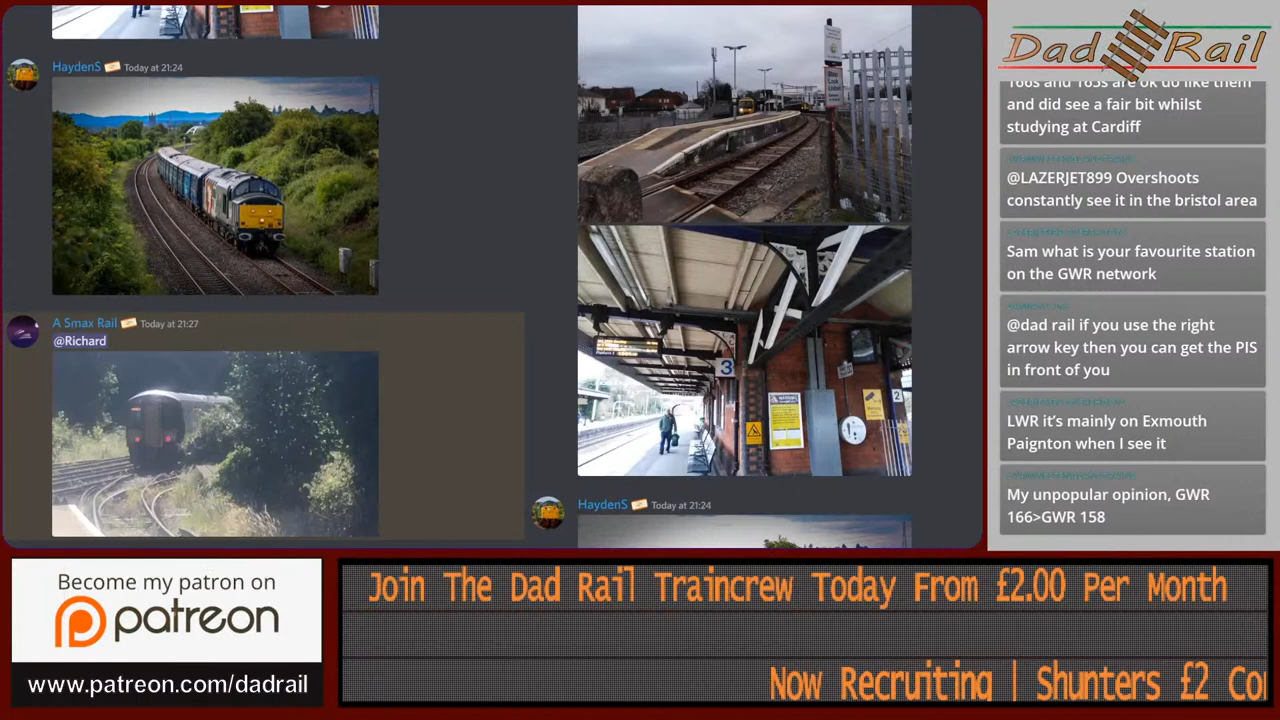 HaydenS Today at 21:24
A Smax Rail Today at 21:27
@Richard
3
2
HaydenS Today at 21:24
Dad Rail
166s and 165s are ok do like them
and did see a fair bit whilst
studying at Cardiff
@LAZERJET899 Overshoots
constantly see it in the bristol area
Sam what is your favourite station
on the GWR network
@dad rail if you use the right
arrow key then you can get the PIS
in front of you
LWR it's mainly on Exmouth
Paignton when I see it
My unpopular opinion, GWR
166>GWR 158
Become my patron on
patreon
www.patreon.com/dadrail
Join The Dad Rail Traincrew Today From £2.00 Per Month
Now Recruiting | Shunters £2 Co